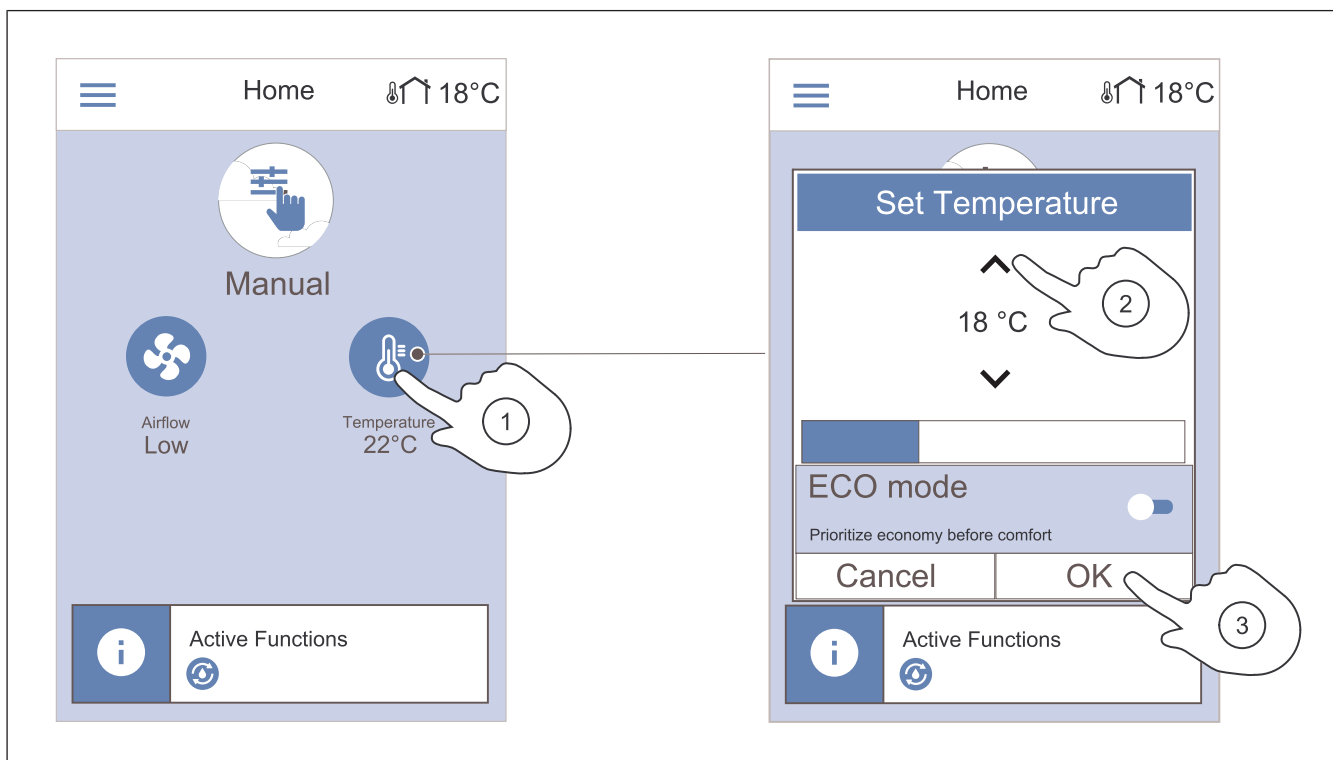 Home 18°C
Manual
Airflow
Low
Temperature
22°C
1
i
Active Functions
Home 18°C
Set Temperature
2
18 °C
ECO mode
Prioritize economy before comfort
Cancel OK
3
i
Active Functions